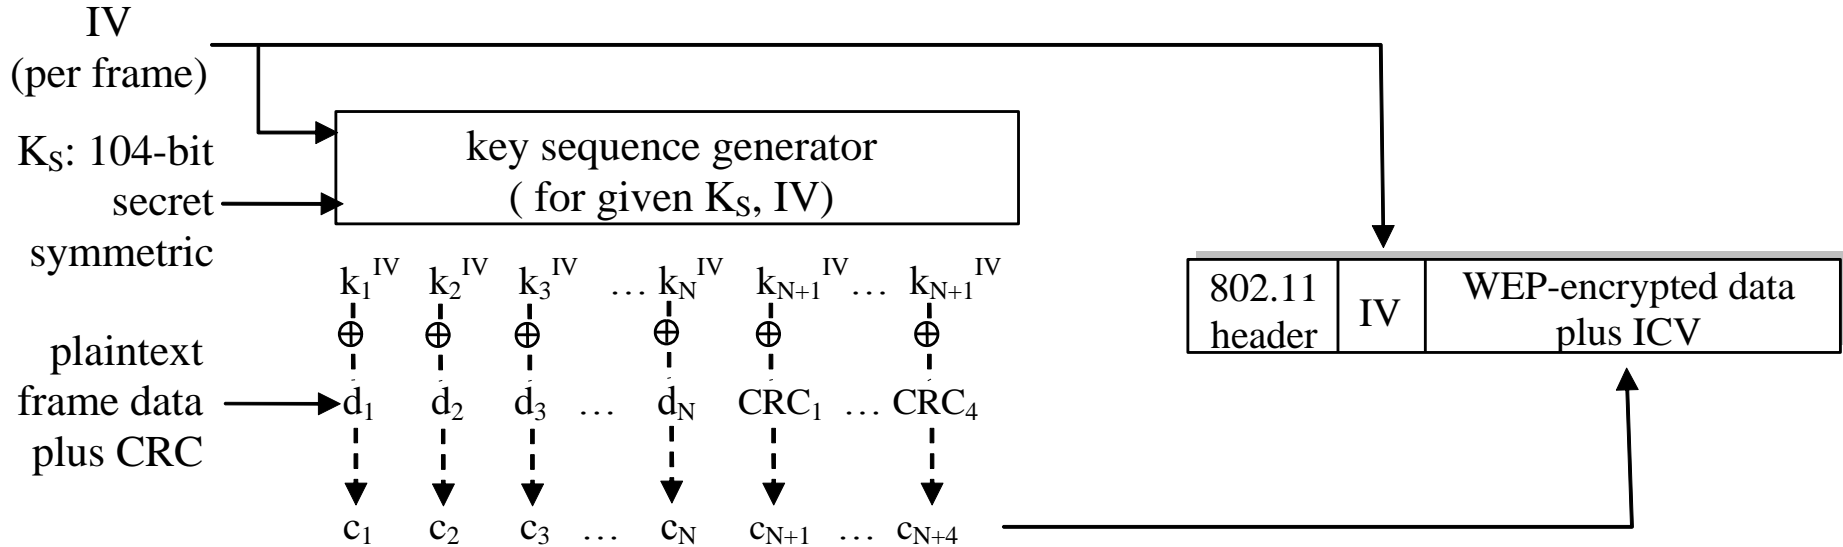 IV
(per frame)
K_S: 104-bit
secret
symmetric
key sequence generator
( for given K_S, IV)
k_1^IV k_2^IV k_3^IV … k_N^IV k_N+1^IV … k_N+1^IV
plaintext
frame data
plus CRC
d_1 d_2 d_3 … d_N CRC_1 … CRC_4
c_1 c_2 c_3 … c_N c_N+1 … c_N+4
802.11
header
IV
WEP-encrypted data
plus ICV